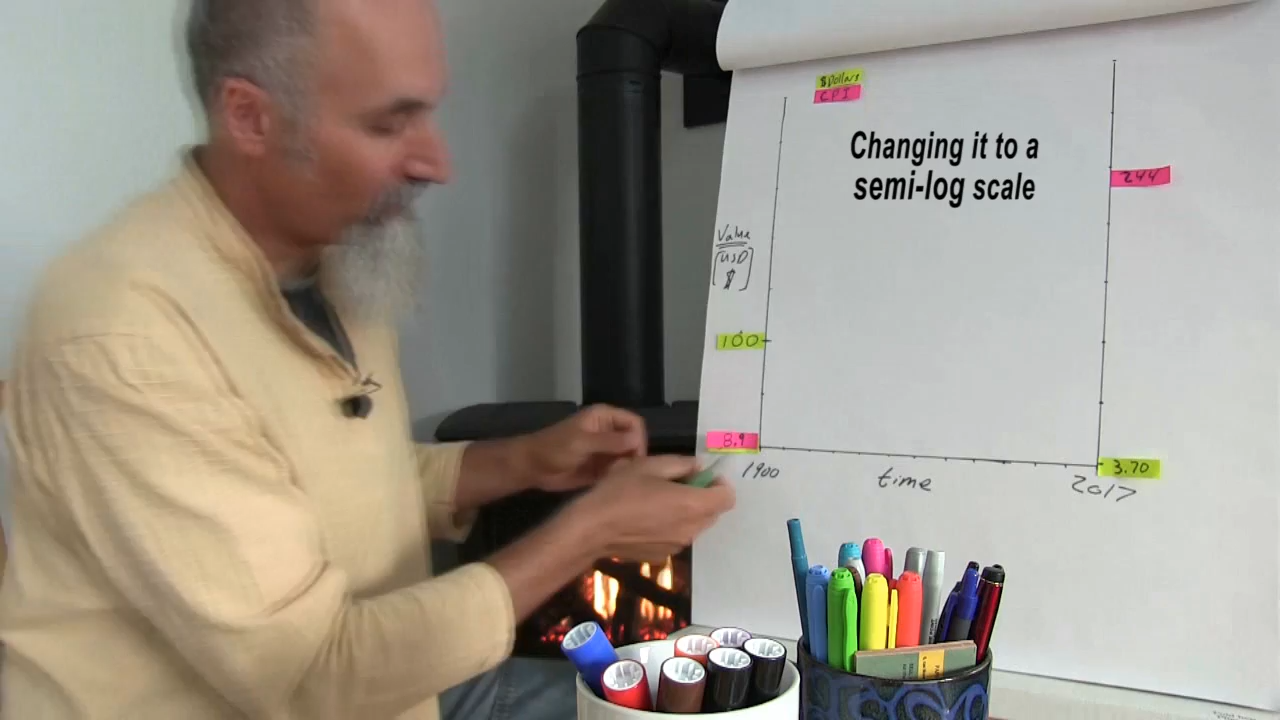 $Dollars
CPI
Changing it to a
semi-log scale
244
Value
[USD
$]
100
8.9
1900
time
2017
3.70